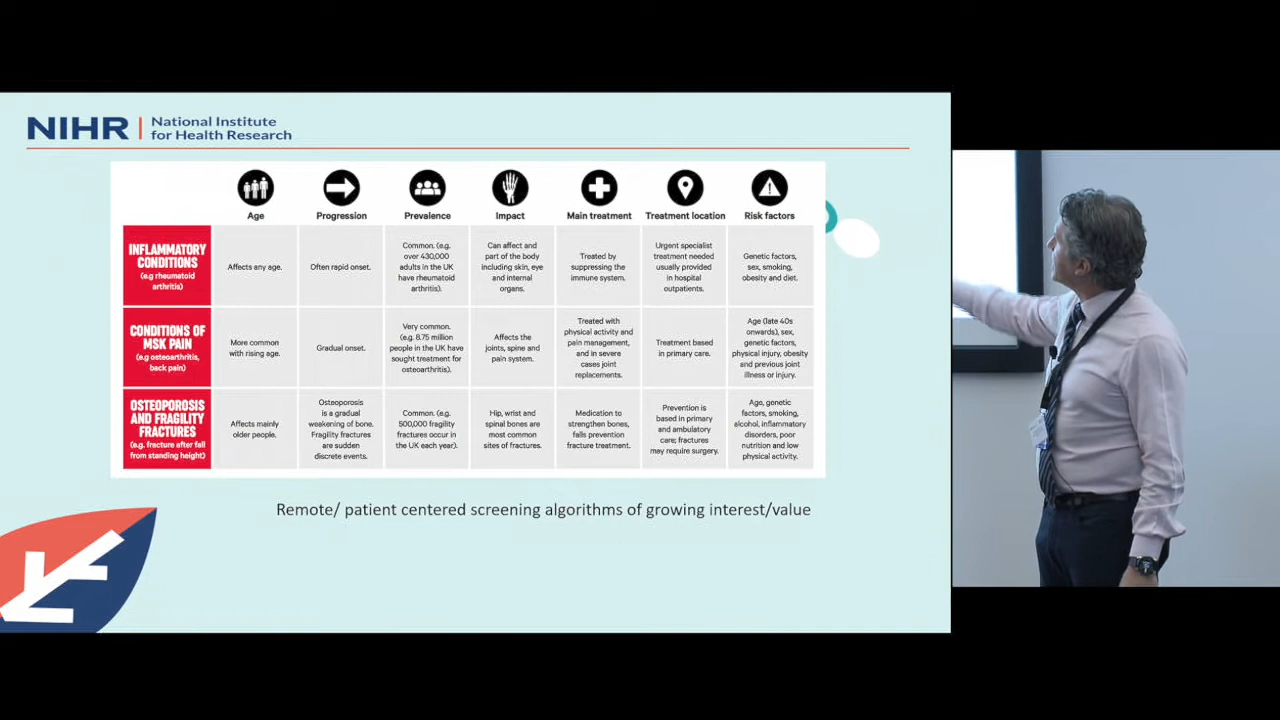 NIHR | National Institute
for Health Research
Age
Progression
Prevalence
Impact
Main treatment
Treatment location
Risk factors
INFLAMMATORY
CONDITIONS
(e.g rheumatoid
arthritis)
Affects any age.
Often rapid onset.
Common. (e.g.
over 430,000
adults in the UK
have rheumatoid
arthritis).
Can affect and
part of the body
including skin, eye
and internal
organs.
Treated by
suppressing the
immune system.
Urgent specialist
treatment needed
usually provided
in hospital
outpatients.
Genetic factors,
sex, smoking,
obesity and diet.
CONDITIONS OF
MSK PAIN
(e.g osteoarthritis,
back pain)
More common
with rising age.
Gradual onset.
Very common.
(e.g. 8.75 million
people in the UK have
sought treatment for
osteoarthritis).
Affects the
joints, spine and
pain system.
Treated with
physical activity and
pain management,
and in severe
cases joint
replacements.
Treatment based
in primary care.
Age (late 40s
onwards), sex,
genetic factors,
physical injury, obesity
and previous joint
illness or injury.
OSTEOPOROSIS
AND FRAGILITY
FRACTURES
(e.g. fracture after fall
from standing height)
Affects mainly
older people.
Osteoporosis
is a gradual
weakening of bone.
Fragility fractures
are sudden
discrete events.
Common. (e.g.
500,000 fragility
fractures occur in
the UK each year).
Hip, wrist and
spinal bones are
most common
sites of fractures.
Medication to
strengthen bones,
falls prevention
fracture treatment.
Prevention is
based in primary
and ambulatory
care; fractures
may require surgery.
Age, genetic
factors, smoking,
alcohol, inflammatory
disorders, poor
nutrition and low
physical activity.
Remote/ patient centered screening algorithms of growing interest/value